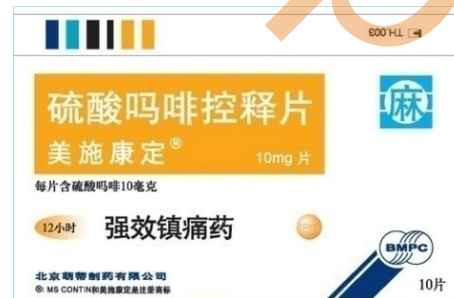 TH.003
硫酸吗啡控释片
麻
美施康定®
10mg 片
每片含硫酸吗啡10毫克
12小时
强效镇痛药
BMPC
北京萌蒂制药有限公司
®: MS CONTIN和美施康定是注册商标
10片